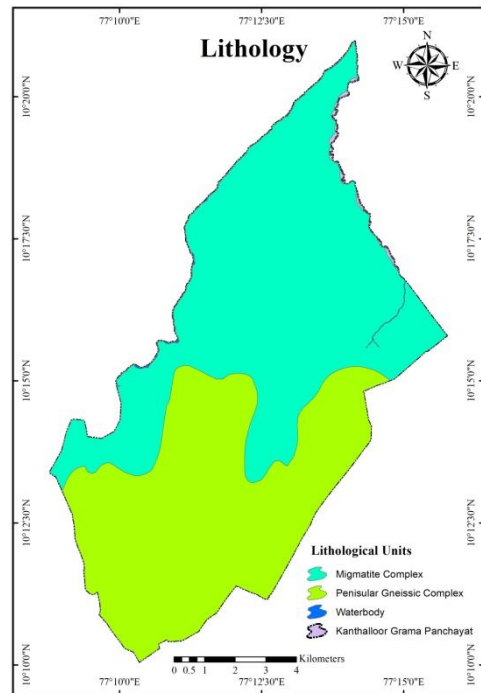 77°10'0"E 77°12'30"E 77°15'0"E
Lithology
N
W E
S
10°20'0"N 10°20'0"N
10°17'30"N 10°17'30"N
10°15'0"N 10°15'0"N
10°12'30"N 10°12'30"N
10°10'0"N 10°10'0"N
Lithological Units
Migmatite Complex
Penisular Gneissic Complex
Waterbody
Kanthalloor Grama Panchayat
Kilometers
0 0.5 1 2 3 4
77°10'0"E 77°12'30"E 77°15'0"E